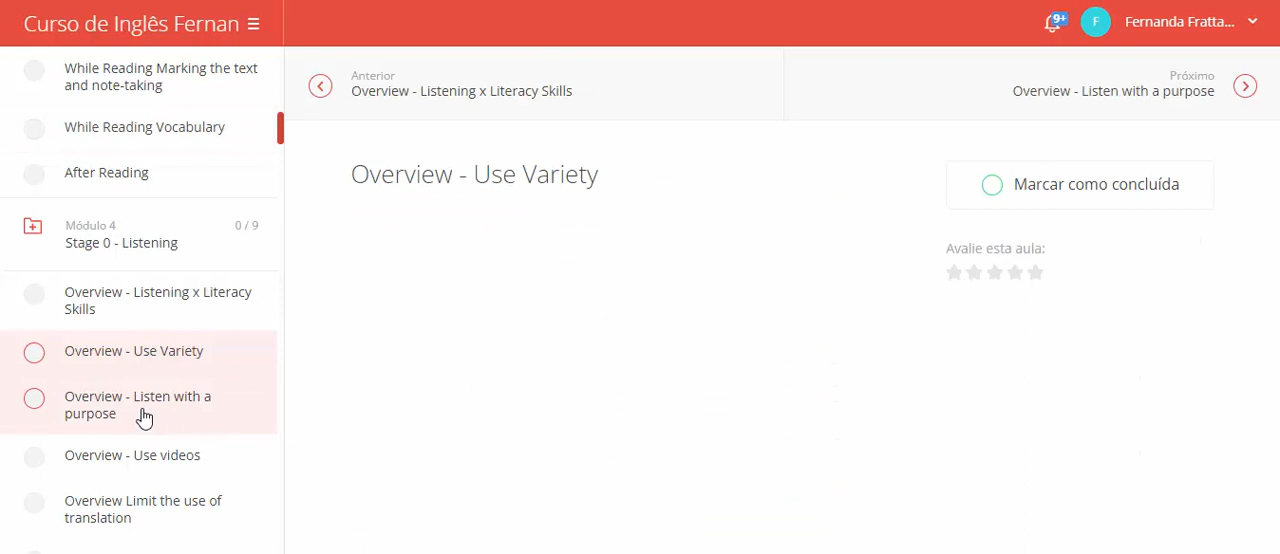 Curso de Inglês Fernan
9+
F
Fernanda Fratta...
While Reading Marking the text
and note-taking
While Reading Vocabulary
After Reading
Módulo 4
0 / 9
Stage 0 - Listening
Overview - Listening x Literacy
Skills
Overview - Use Variety
Overview - Listen with a
purpose
Overview - Use videos
Overview Limit the use of
translation
Anterior
Overview - Listening x Literacy Skills
Próximo
Overview - Listen with a purpose
Overview - Use Variety
Marcar como concluída
Avalie esta aula: